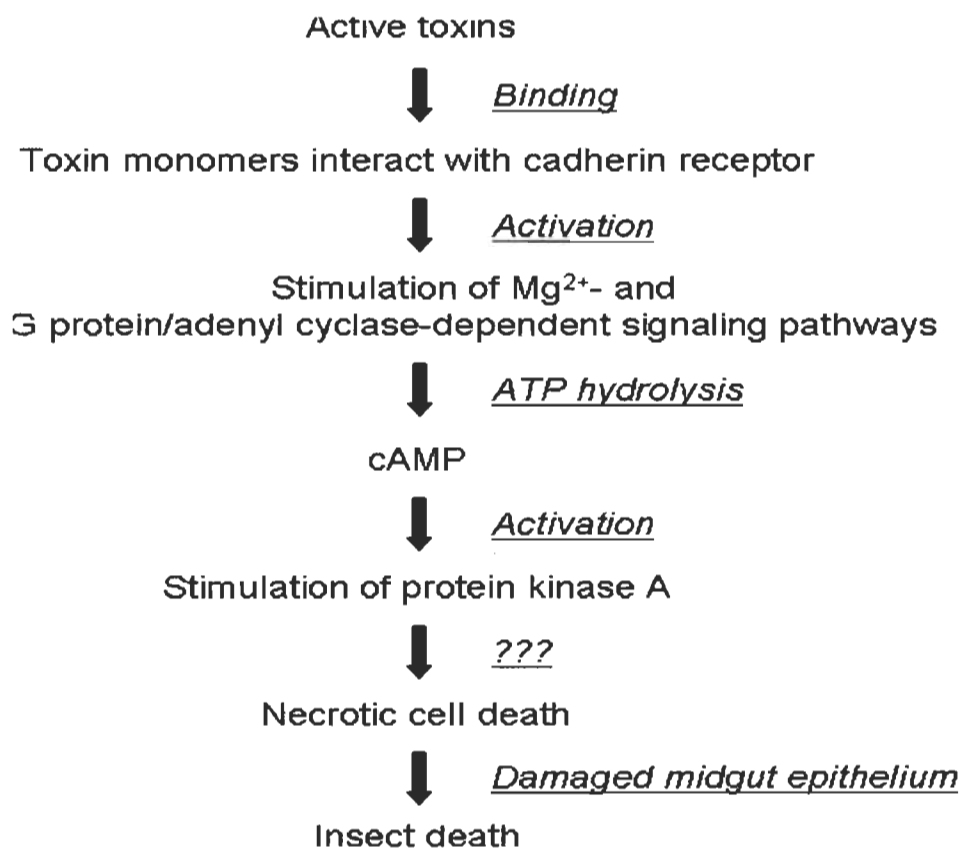 Active toxins
Binding
Toxin monomers interact with cadherin receptor
Activation
Stimulation of Mg²⁺- and
G protein/adenyl cyclase-dependent signaling pathways
ATP hydrolysis
cAMP
Activation
Stimulation of protein kinase A
???
Necrotic cell death
Damaged midgut epithelium
Insect death